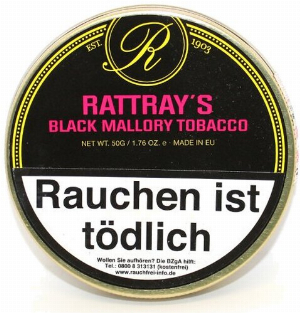 R
EST. 1903
RATTRAY'S
BLACK MALLORY TOBACCO
NET WT. 50G / 1.76 OZ. e - MADE IN EU
Rauchen ist
tödlich
Wollen Sie aufhören? Die BZgA hilft:
Tel.: 0800 8 313131 (kostenfrei)
www.rauchfrei-info.de